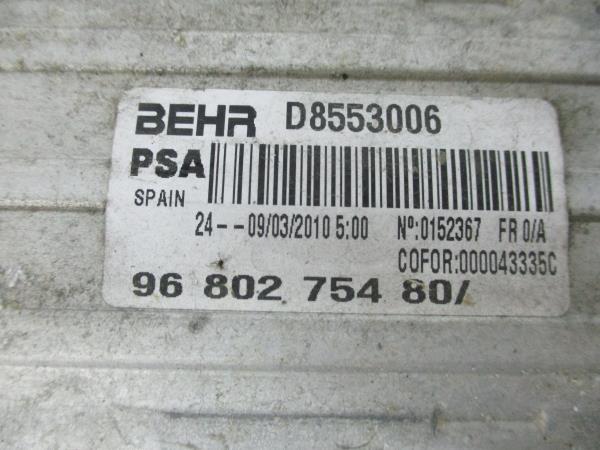 BEHR D8553006
PSA
SPAIN
24--09/03/2010 5:00 Nº:0152367 FR 0/A
COFOR:000043335C
96 802 754 80/